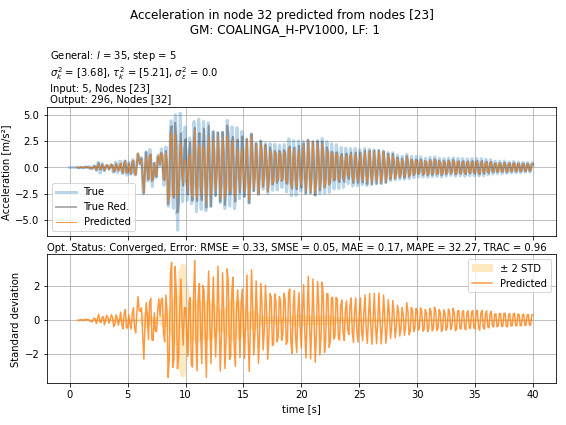 Acceleration in node 32 predicted from nodes [23]
GM: COALINGA_H-PV1000, LF: 1
General: l = 35, step = 5
σ²ₖ = [3.68], τ²ₖ = [5.21], σ²ₑ = 0.0
Input: 5, Nodes [23]
Output: 296, Nodes [32]
Acceleration [m/s²]
5.0
2.5
0.0
−2.5
−5.0
True
True Red.
Predicted
Opt. Status: Converged, Error: RMSE = 0.33, SMSE = 0.05, MAE = 0.17, MAPE = 32.27, TRAC = 0.96
Standard deviation
2
0
−2
± 2 STD
Predicted
0 5 10 15 20 25 30 35 40
time [s]